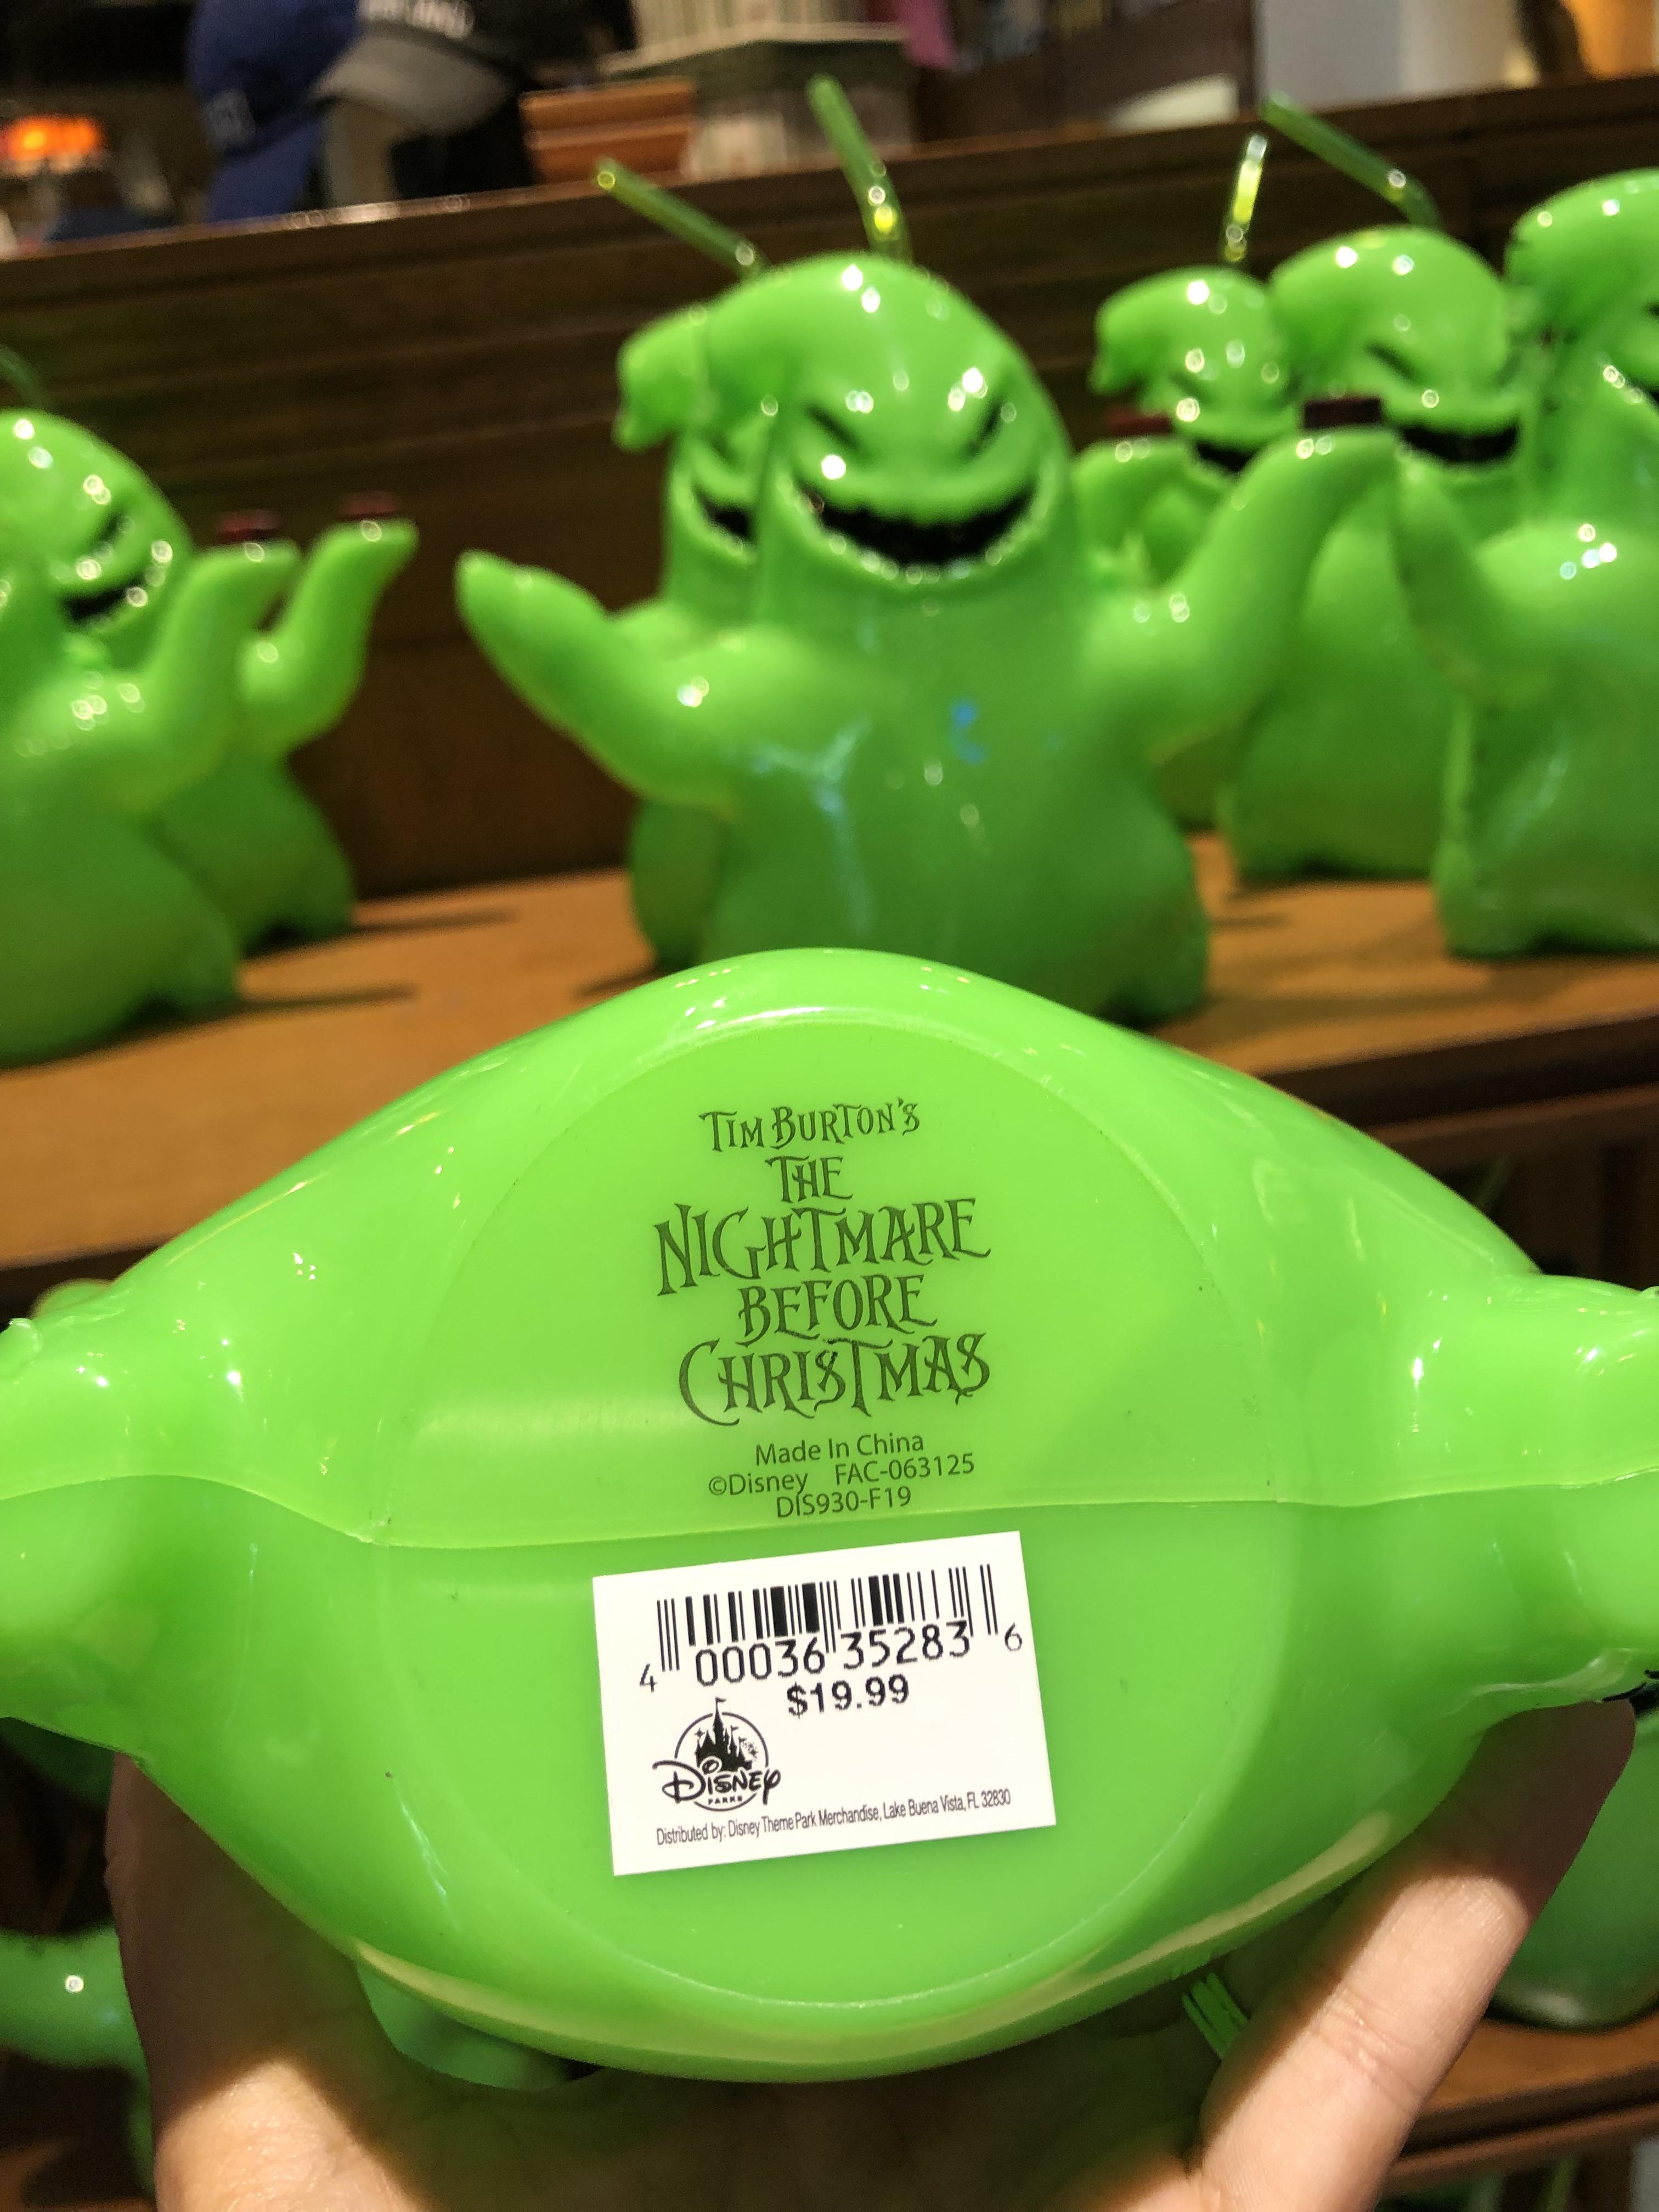 TIM BURTON'S
THE
NIGHTMARE
BEFORE
CHRISTMAS
Made In China
©Disney FAC-063125
DIS930-F19
4 00036 35283 6
$19.99
DISNEY
PARKS
Distributed by: Disney Theme Park Merchandise, Lake Buena Vista, FL 32830